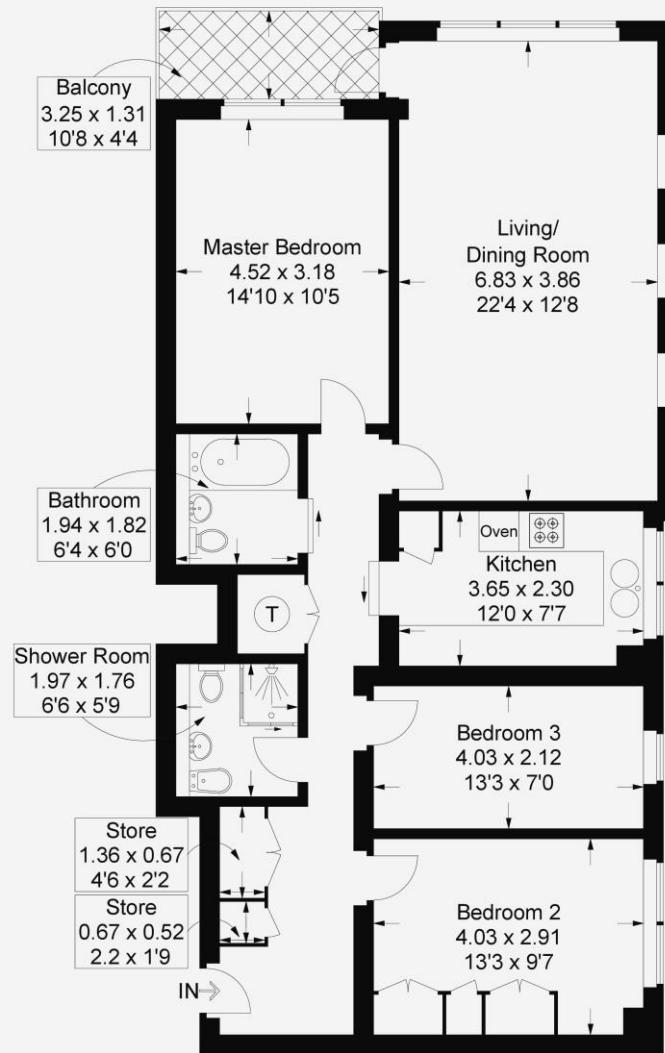 Balcony
3.25 x 1.31
10'8 x 4'4
Master Bedroom
4.52 x 3.18
14'10 x 10'5
Living/
Dining Room
6.83 x 3.86
22'4 x 12'8
Bathroom
1.94 x 1.82
6'4 x 6'0
Oven
Kitchen
3.65 x 2.30
12'0 x 7'7
T
Shower Room
1.97 x 1.76
6'6 x 5'9
Bedroom 3
4.03 x 2.12
13'3 x 7'0
Store
1.36 x 0.67
4'6 x 2'2
Store
0.67 x 0.52
2.2 x 1'9
Bedroom 2
4.03 x 2.91
13'3 x 9'7
IN